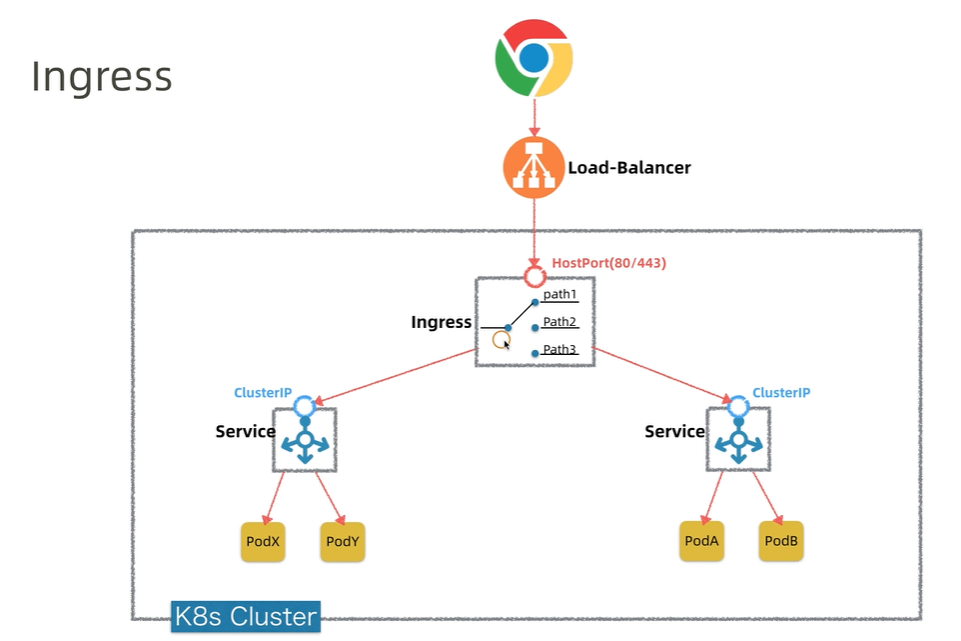 Ingress
Load-Balancer
HostPort(80/443)
path1
Ingress
Path2
Path3
ClusterIP
ClusterIP
Service
Service
PodX
PodY
PodA
PodB
K8s Cluster